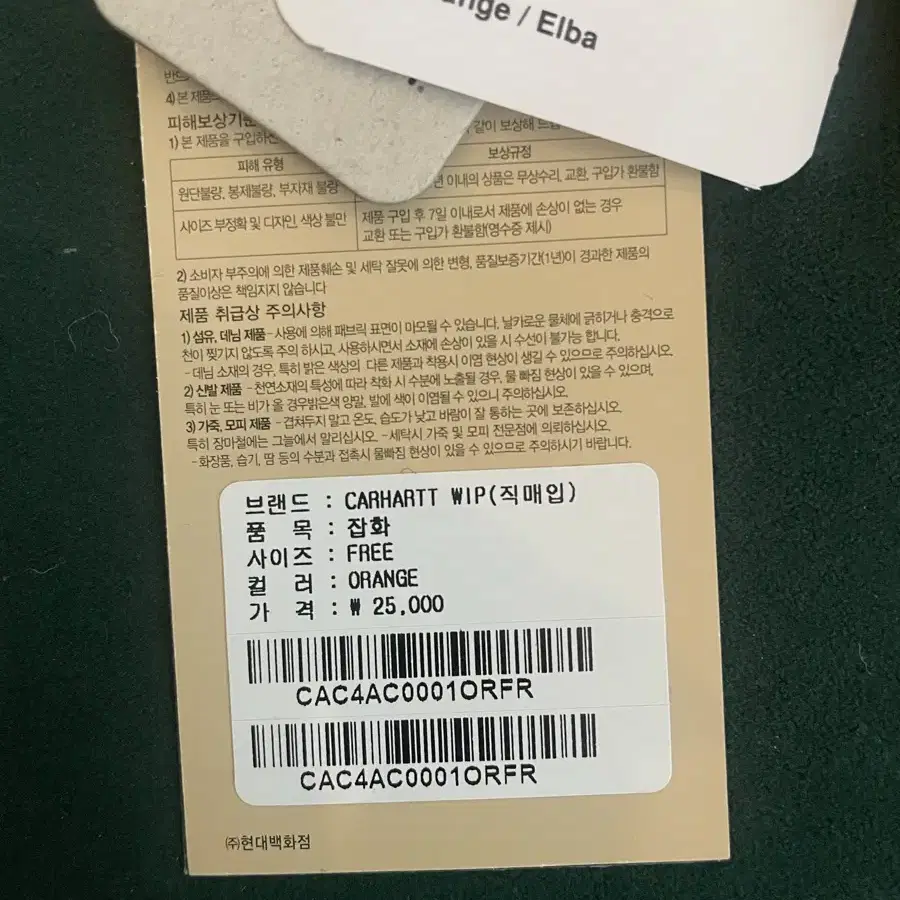 / Elba
4) 본 제품
피해보상기준
1) 본 제품을 구입하신
같이 보상해 드립
피해 유형
보상규정
원단불량, 봉제불량, 부자재 불량
년 이내의 상품은 무상수리, 교환, 구입가 환불함
사이즈 부정확 및 디자인, 색상 불만
제품 구입 후 7일 이내로서 제품에 손상이 없는 경우
교환 또는 구입가 환불함(영수증 제시)
2) 소비자 부주의에 의한 제품훼손 및 세탁 잘못에 의한 변형, 품질보증기간(1년)이 경과한 제품의
품질이상은 책임지지 않습니다
제품 취급상 주의사항
1) 섬유, 데님 제품 - 사용에 의해 패브릭 표면이 마모될 수 있습니다. 날카로운 물체에 긁히거나 충격으로
천이 찢기지 않도록 주의 하시고, 사용하시면서 소재에 손상이 있을 시 수선이 불가능 합니다.
- 데님 소재의 경우, 특히 밝은 색상의 다른 제품과 착용시 이염 현상이 생길 수 있으므로 주의하십시오.
2) 신발 제품 - 천연소재의 특성에 따라 착화 시 수분에 노출될 경우, 물 빠짐 현상이 있을 수 있으며,
특히 눈 또는 비가 올 경우밝은색 양말, 발에 색이 이염될 수 있으니 주의하십시오.
3) 가죽, 모피 제품 - 겹쳐두지 말고 온도, 습도가 낮고 바람이 잘 통하는 곳에 보존하십시오.
특히 장마철에는 그늘에서 말리십시오. - 세탁시 가죽 및 모피 전문점에 의뢰하십시오.
- 화장품, 습기, 땀 등의 수분과 접촉시 물빠짐 현상이 있을 수 있으므로 주의하시기 바랍니다.
브랜드 : CARHARTT WIP(직매입)
품 목 : 잡화
사이즈 : FREE
컬 러 : ORANGE
가 격 : ₩ 25,000
CAC4AC0001ORFR
CAC4AC0001ORFR
㈜현대백화점